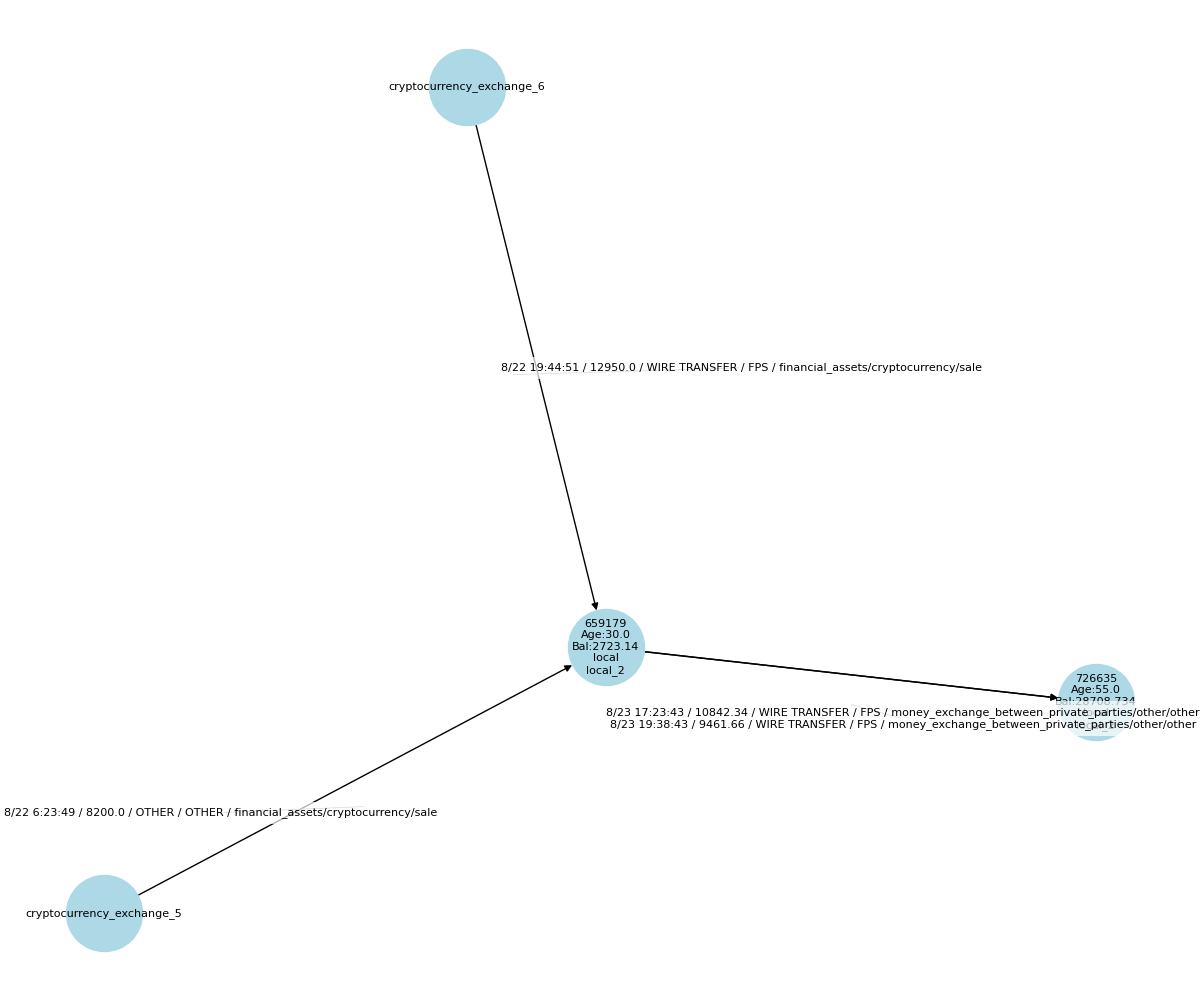 cryptocurrency_exchange_6
8/22 19:44:51 / 12950.0 / WIRE TRANSFER / FPS / financial_assets/cryptocurrency/sale
659179
Age:30.0
Bal:2723.14
local
local_2
726635
Age:55.0
Bal:28708.734
8/23 17:23:43 / 10842.34 / WIRE TRANSFER / FPS / money_exchange_between_private_parties/other/other
8/23 19:38:43 / 9461.66 / WIRE TRANSFER / FPS / money_exchange_between_private_parties/other/other
8/22 6:23:49 / 8200.0 / OTHER / OTHER / financial_assets/cryptocurrency/sale
cryptocurrency_exchange_5